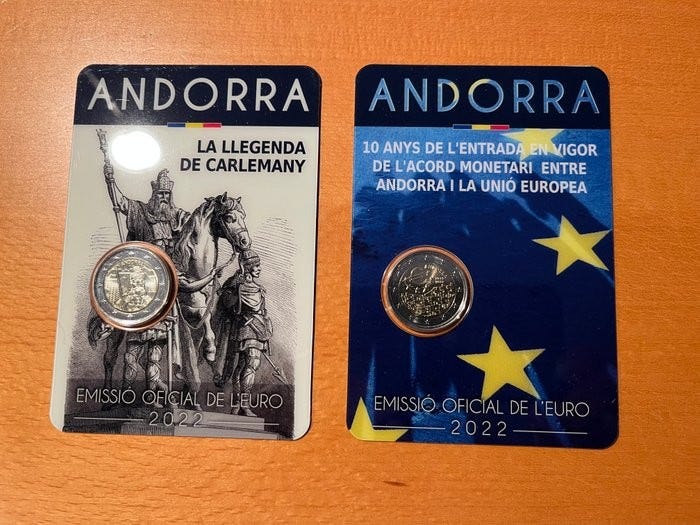 ANDORRA
LA LLEGENDA
DE CARLEMANY
EMISSIÓ OFICIAL DE L'EURO
2022
ANDORRA
10 ANYS DE L'ENTRADA EN VIGOR
DE L'ACORD MONETARI ENTRE
ANDORRA I LA UNIÓ EUROPEA
EMISSIÓ OFICIAL DE L'EURO
2022